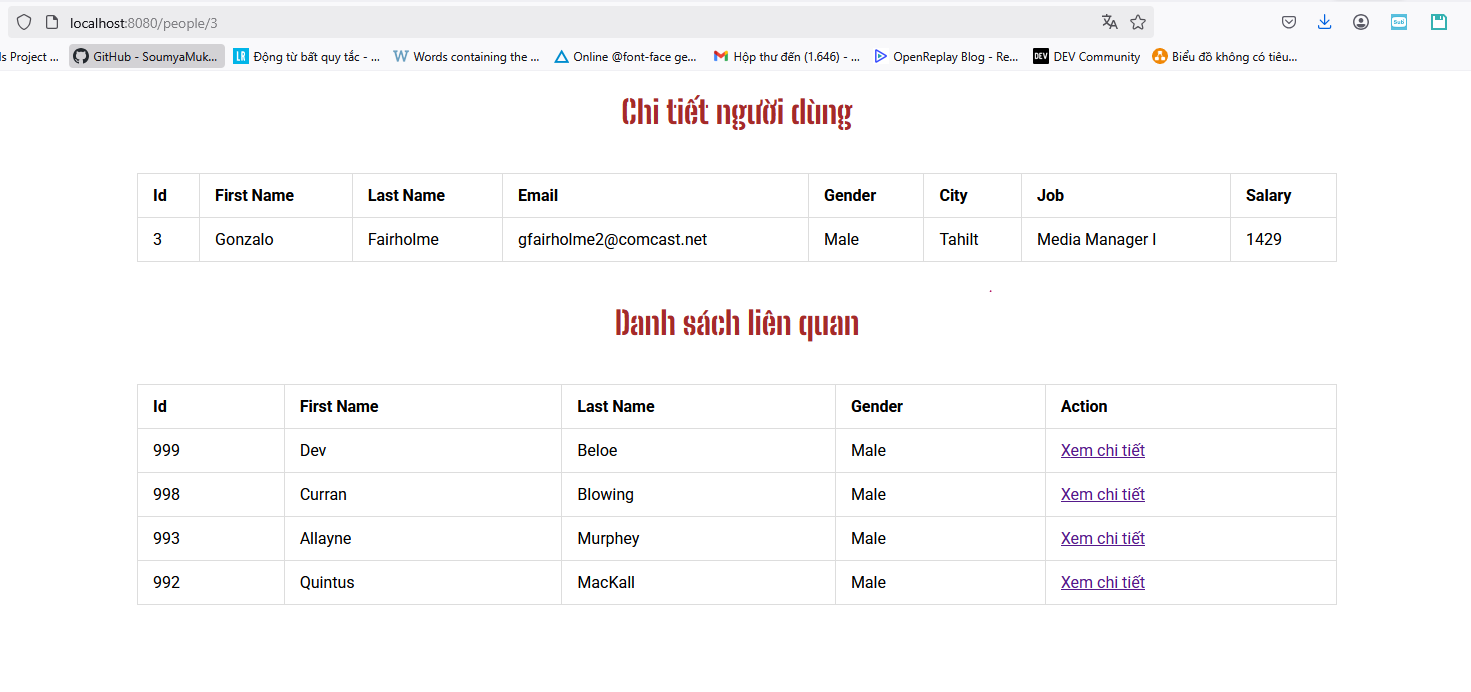 localhost:8080/people/3
ls Project ... GitHub - SoumyaMuk... LR Động từ bất quy tắc - ... W Words containing the ... Online @font-face ge... Hộp thư đến (1.646) - ... OpenReplay Blog - Re... DEV DEV Community Biểu đồ không có tiêu...
Chi tiết người dùng
Id First Name Last Name Email Gender City Job Salary
3 Gonzalo Fairholme gfairholme2@comcast.net Male Tahilt Media Manager I 1429
Danh sách liên quan
Id First Name Last Name Gender Action
999 Dev Beloe Male Xem chi tiết
998 Curran Blowing Male Xem chi tiết
993 Allayne Murphey Male Xem chi tiết
992 Quintus MacKall Male Xem chi tiết